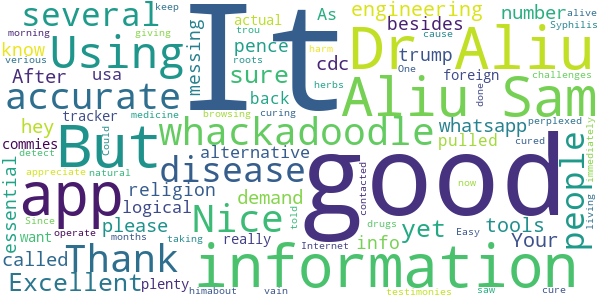 several
keep
morning
giving
actual
trou
As
roots
Using
messing
It
Dr Aliu
engineering
number
alive
Syphilis
besides
cause
One
harm
know
verious
After
usa
pence
sure
cdc
trump
herbs
foreign
challenges
hey
tracker
medicine
back
browsing
curing
done
accurate
Aliu Sam
commies
could
whackadoodle
whatsapp
perplexed
cured
detect
But
alternative
pulled
immediately
essential
appreciate
natural
disease
good
people
living
app
religion
want
Since
please
logical
Nice
demand
contacted
told
yet
drugs
now
tools
operate
months
really
info
Internet
Easy
Your
called
Thank
taking
information
Excellent
plenty
himabout
vain
testimonies
saw
cure